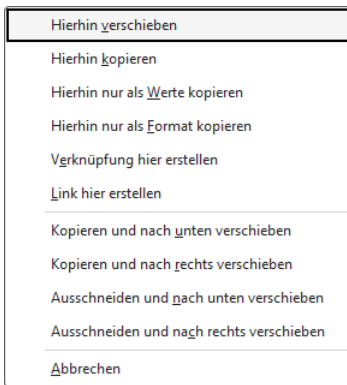 Hierhin verschieben
Hierhin kopieren
Hierhin nur als Werte kopieren
Hierhin nur als Format kopieren
Verknüpfung hier erstellen
Link hier erstellen
Kopieren und nach unten verschieben
Kopieren und nach rechts verschieben
Ausschneiden und nach unten verschieben
Ausschneiden und nach rechts verschieben
Abbrechen